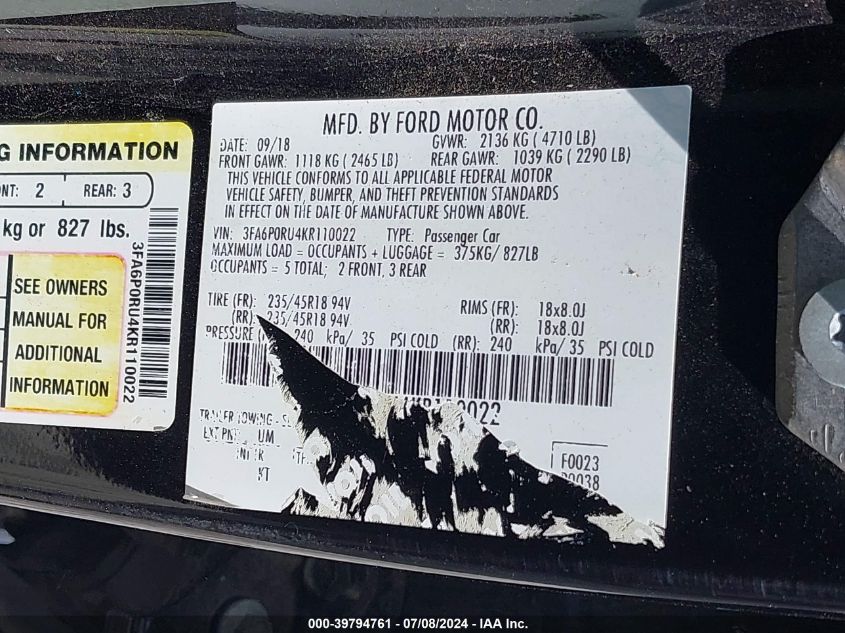 G INFORMATION
NT: 2 REAR: 3
kg or 827 lbs.
SEE OWNERS
MANUAL FOR
ADDITIONAL
INFORMATION
3FA6P0RU4KR110022
MFD. BY FORD MOTOR CO.
DATE: 09/18 GVWR: 2136 KG ( 4710 LB)
FRONT GAWR: 1118 KG ( 2465 LB) REAR GAWR: 1039 KG ( 2290 LB)
THIS VEHICLE CONFORMS TO ALL APPLICABLE FEDERAL MOTOR
VEHICLE SAFETY, BUMPER, AND THEFT PREVENTION STANDARDS
IN EFFECT ON THE DATE OF MANUFACTURE SHOWN ABOVE.
VIN: 3FA6P0RU4KR110022 TYPE: Passenger Car
MAXIMUM LOAD = OCCUPANTS + LUGGAGE = 375KG/ 827LB
OCCUPANTS = 5 TOTAL; 2 FRONT, 3 REAR
TIRE (FR): 235/45R18 94V RIMS (FR): 18x8.0J
(RR): 235/45R18 94V (RR): 18x8.0J
PRESSURE 240 kPa/ 35 PSI COLD (RR): 240 kPa/ 35 PSI COLD
TRAILER TOWING - S
EXT PNT UM
F0023
000-39794761 / 07/08/2024 - IAA Inc.